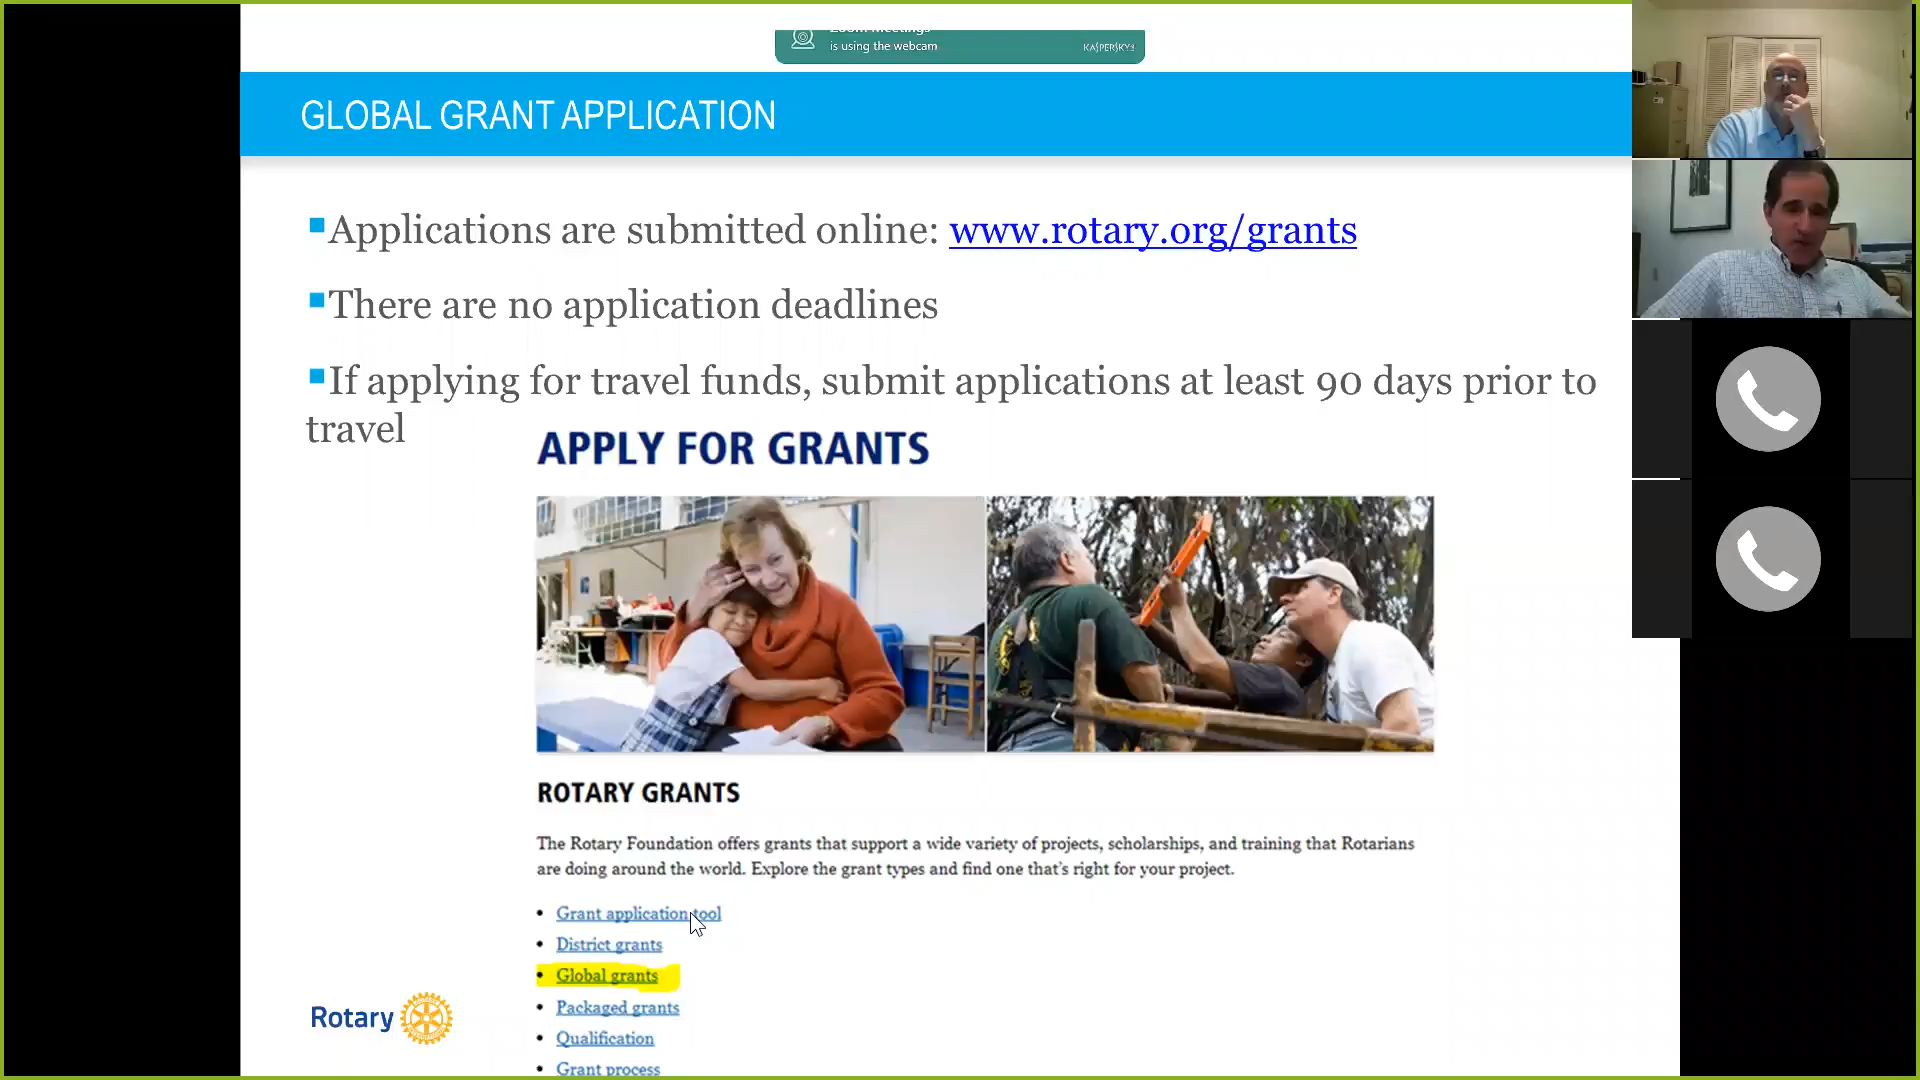 Zoom Meetings
is using the webcam
KASPERSKY
GLOBAL GRANT APPLICATION
Applications are submitted online: www.rotary.org/grants
There are no application deadlines
If applying for travel funds, submit applications at least 90 days prior to
travel
APPLY FOR GRANTS
ROTARY GRANTS
The Rotary Foundation offers grants that support a wide variety of projects, scholarships, and training that Rotarians
are doing around the world. Explore the grant types and find one that's right for your project.
Grant application tool
District grants
Global grants
Packaged grants
Qualification
Grant process
Rotary